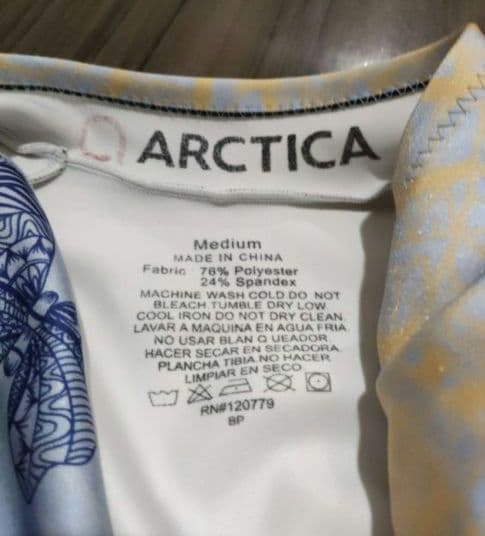 ARCTICA
Medium
MADE IN CHINA
Fabric 76% Polyester
24% Spandex
MACHINE WASH COLD DO NOT
BLEACH TUMBLE DRY LOW
COOL IRON DO NOT DRY CLEAN.
LAVAR A MAQUINA EN AGUA FRIA
NO USAR BLAN Q UEADOR
HACER SECAR EN SECADORA.
PLANCHA TIBIA.NO HACER
LIMPIAR EN SECO
RN#120779
BP